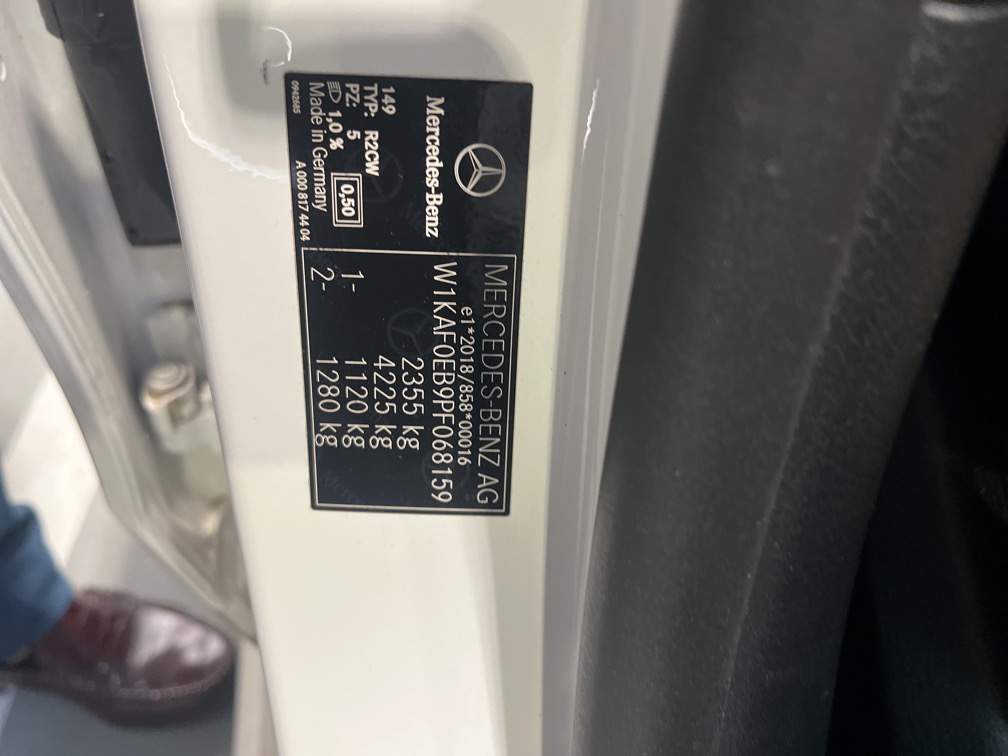 Mercedes-Benz
149
TYP: R2CW
PZ: 5
1,0 %
0,50
Made in Germany
0942685
A 000 817 44 04
MERCEDES-BENZ AG
e1*2018/858*00016
W1KAF0EB9PF068159
2355 kg
4225 kg
1- 1120 kg
2- 1280 kg